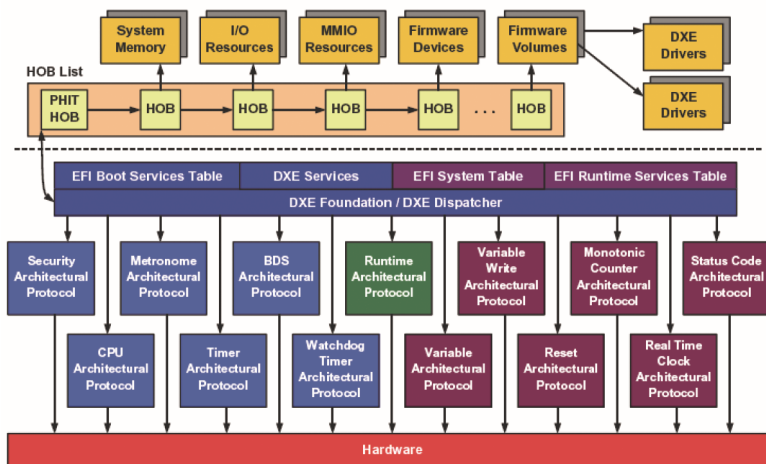 System
Memory
I/O
Resources
MMIO
Resources
Firmware
Devices
Firmware
Volumes
DXE
Drivers
DXE
Drivers
HOB List
PHIT
HOB
HOB
HOB
HOB
HOB
. . .
HOB
EFI Boot Services Table
DXE Services
EFI System Table
EFI Runtime Services Table
DXE Foundation / DXE Dispatcher
Security
Architectural
Protocol
Metronome
Architectural
Protocol
BDS
Architectural
Protocol
Runtime
Architectural
Protocol
Variable
Write
Architectural
Protocol
Monotonic
Counter
Architectural
Protocol
Status Code
Architectural
Protocol
CPU
Architectural
Protocol
Timer
Architectural
Protocol
Watchdog
Timer
Architectural
Protocol
Variable
Architectural
Protocol
Reset
Architectural
Protocol
Real Time
Clock
Architectural
Protocol
Hardware